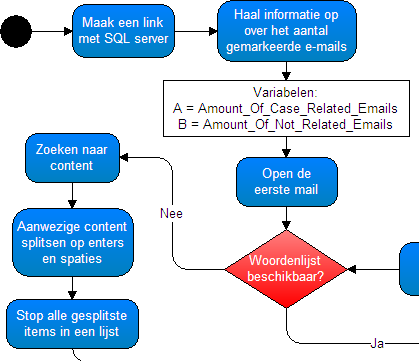 Maak een link
met SQL server
Haal informatie op
over het aantal
gemarkeerde e-mails
Variabelen:
A = Amount_Of_Case_Related_Emails
B = Amount_Of_Not_Related_Emails
Open de
eerste mail
Woordenlijst
beschikbaar?
Nee
Zoeken naar
content
Aanwezige content
splitsen op enters
en spaties
Stop alle gesplitste
items in een lijst
Ja